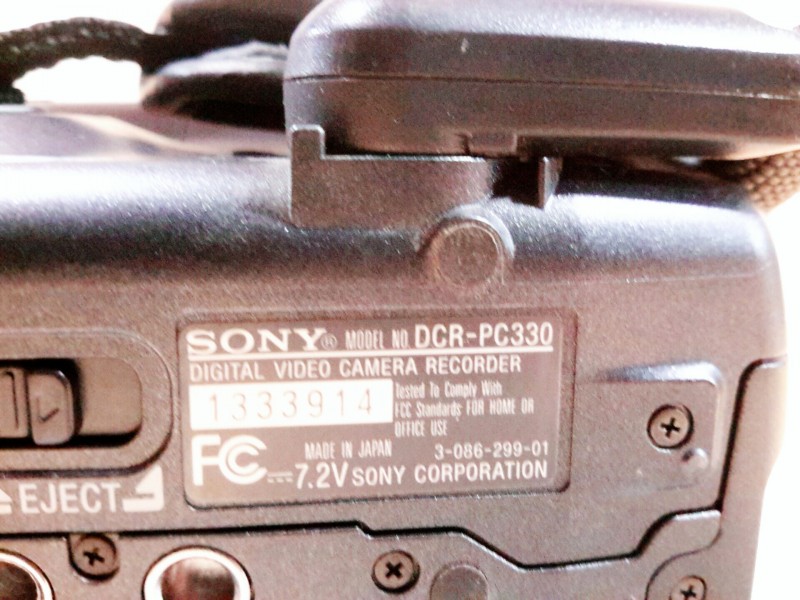 SONY® MODEL NO. DCR-PC330
DIGITAL VIDEO CAMERA RECORDER
1333914
Tested To Comply With
FCC Standards FOR HOME OR
OFFICE USE
FC MADE IN JAPAN 3-086-299-01
7.2V SONY CORPORATION
EJECT